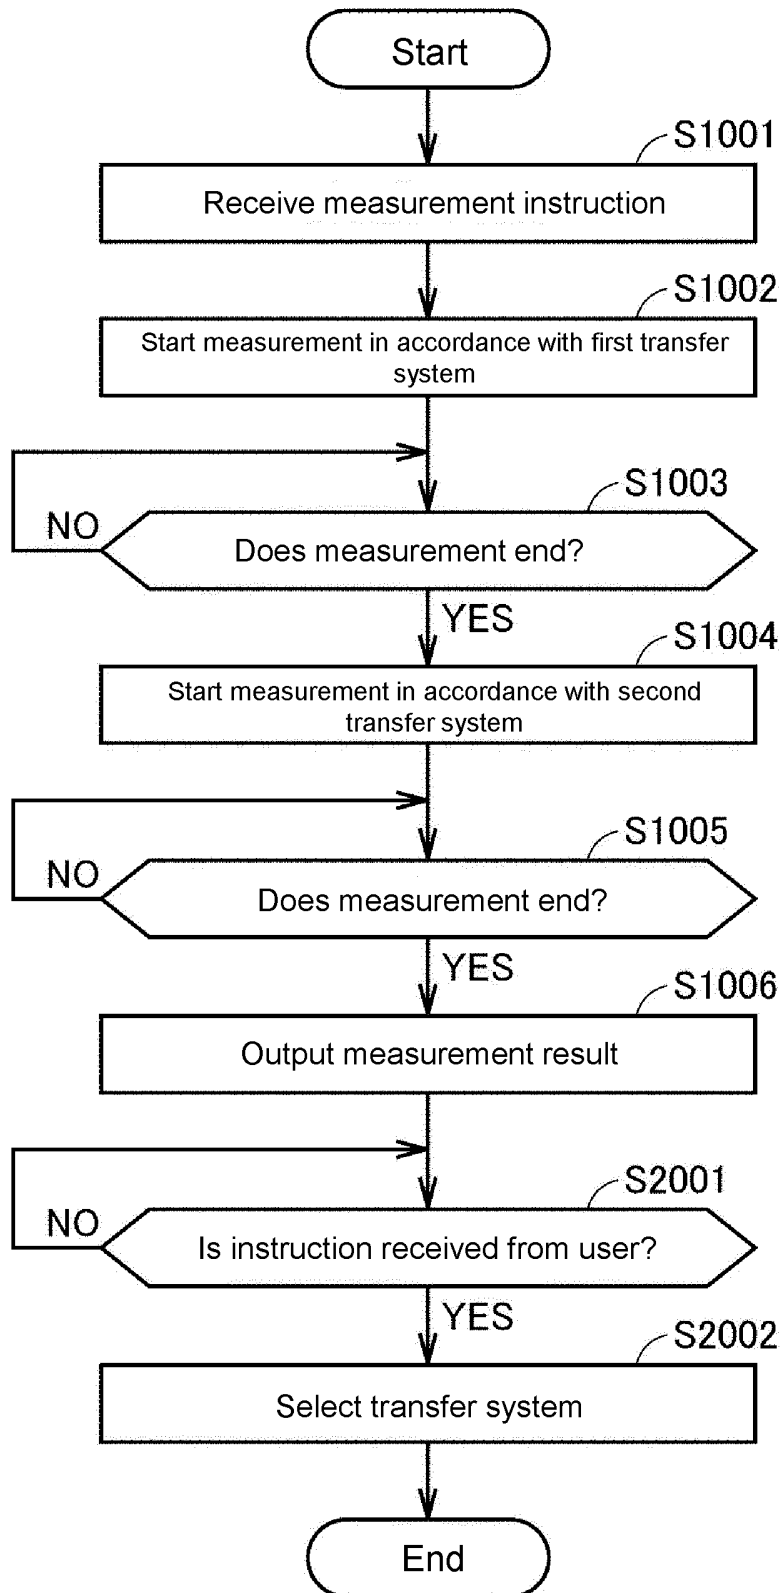 Start
S1001
Receive measurement instruction
S1002
Start measurement in accordance with first transfer
system
S1003
NO
Does measurement end?
YES
S1004
Start measurement in accordance with second
transfer system
S1005
NO
Does measurement end?
YES
S1006
Output measurement result
S2001
NO
Is instruction received from user?
YES
S2002
Select transfer system
End